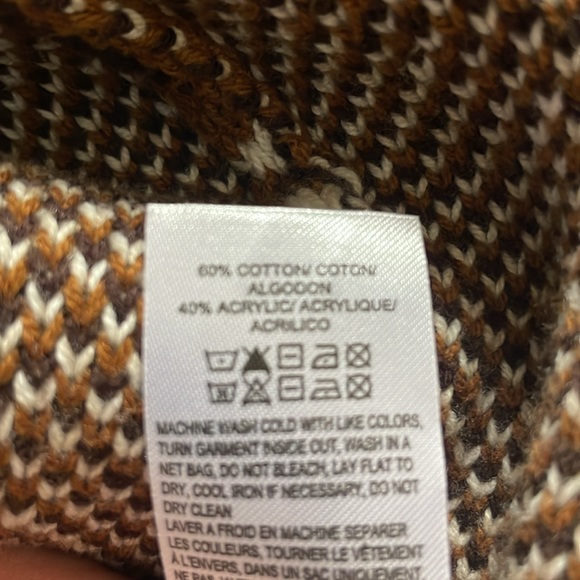 60% COTTON/ COTON/
ALGODON
40% ACRYLIC/ ACRYLIQUE/
ACRILICO
MACHINE WASH COLD WITH LIKE COLORS,
TURN GARMENT INSIDE OUT, WASH IN A
NET BAG, DO NOT BLEACH, LAY FLAT TO
DRY, COOL IRON IF NECESSARY, DO NOT
DRY CLEAN
LAVER A FROID EN MACHINE SEPARER
LES COULEURS, TOURNER LE VÊTEMENT
À L'ENVERS, DANS UN SAC UNIQUEMENT
NE PAS